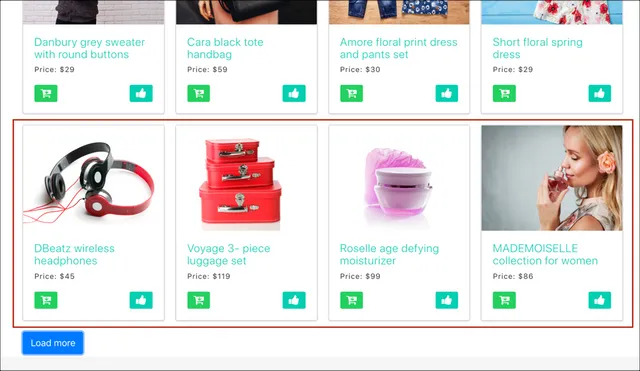 Danbury grey sweater
with round buttons
Price: $29
Cara black tote
handbag
Price: $59
Amore floral print dress
and pants set
Price: $30
Short floral spring
dress
Price: $29
DBeatz wireless
headphones
Price: $45
Voyage 3- piece
luggage set
Price: $119
Roselle age defying
moisturizer
Price: $99
MADEMOISELLE
collection for women
Price: $86
Load more